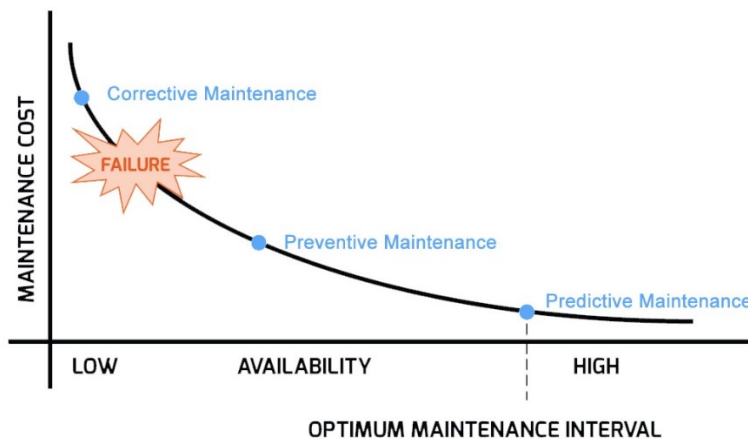 MAINTENANCE COST
Corrective Maintenance
FAILURE
Preventive Maintenance
Predictive Maintenance
LOW
AVAILABILITY
HIGH
OPTIMUM MAINTENANCE INTERVAL